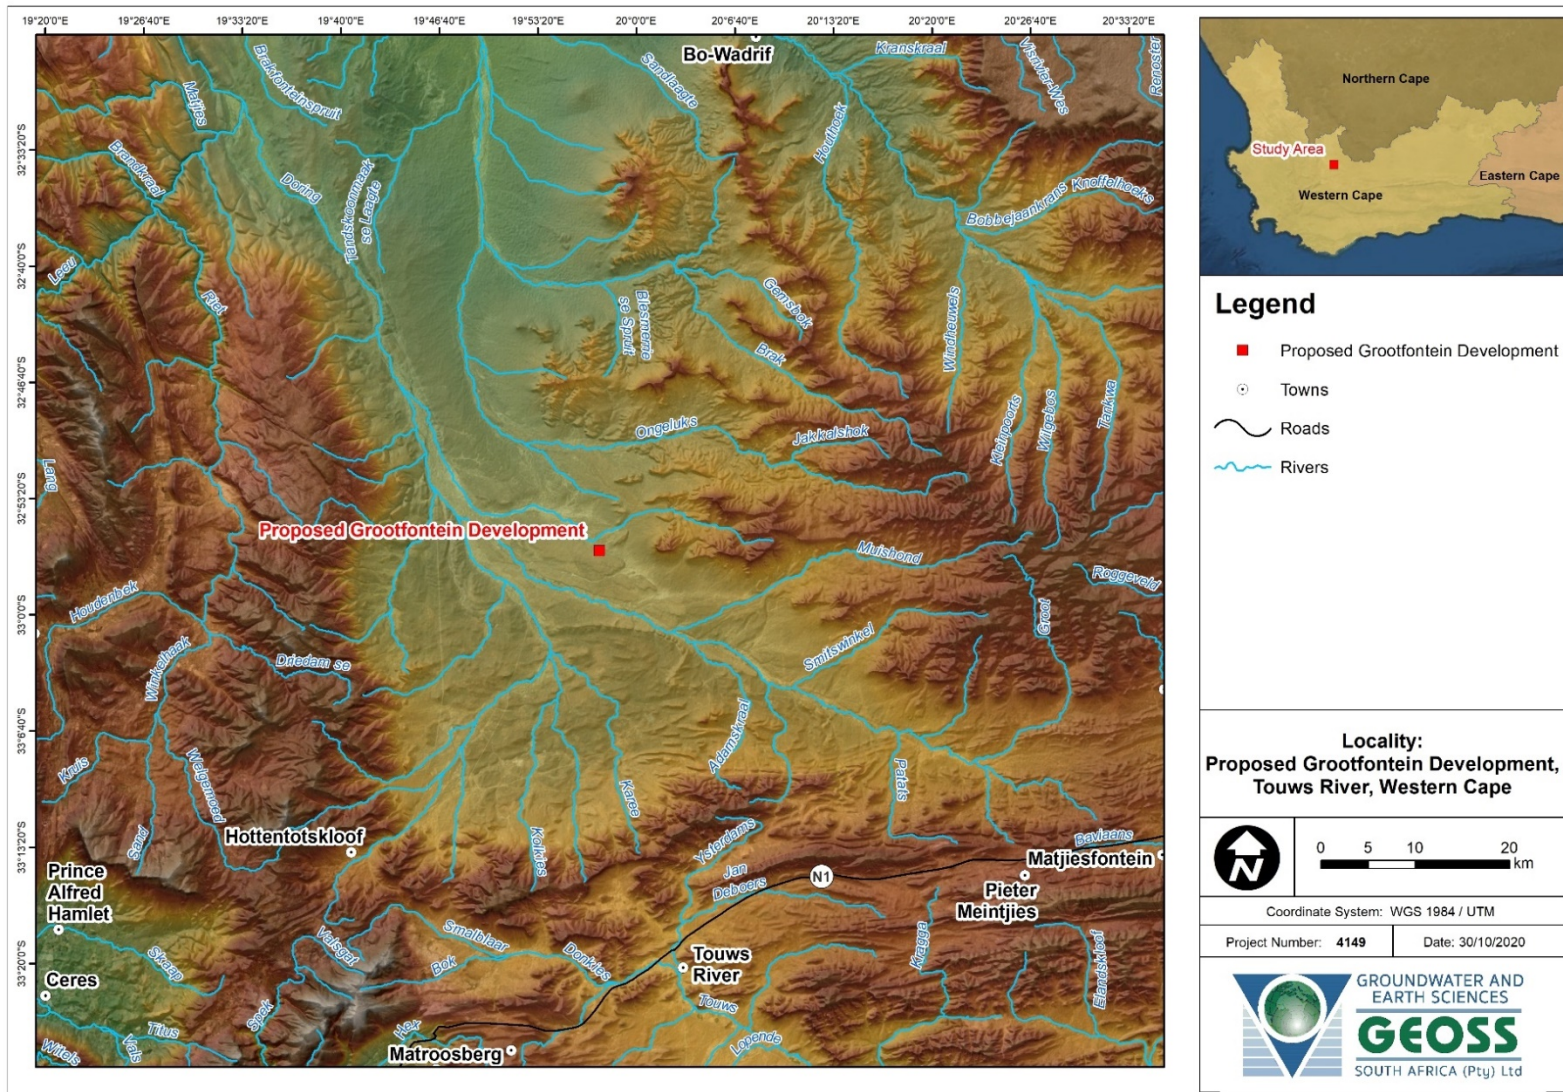 19°20'0"E
19°26'40"E
19°33'20"E
19°40'0"E
19°46'40"E
19°53'20"E
20°0'0"E
20°6'40"E
20°13'20"E
20°20'0"E
20°26'40"E
20°33'20"E
32°33'20"S
32°40'0"S
32°46'40"S
32°53'20"S
33°0'0"S
33°6'40"S
33°13'20"S
33°20'0"S
Bo-Wadrif
Kranskraal
Visrivier-Wes
Renoster
Sandlaagte
Brakfonteinspruit
Matjies
Brandkraal
Doring
Tandskoonmaak
se Laagte
Houthoek
Knoffelhoeks
Bobbejaankrans
Leeu
Riet
Gemsbok
Blesmerrie
se Spruit
Brak
Windheuwels
Kleinpoorts
Wilgebos
Tankwa
Ongeluks
Jakkalshok
Lang
Proposed Grootfontein Development
Muishond
Roggeveld
Groot
Houdenbek
Winkelhaak
Driedam se
Smitswinkel
Adamskraal
Patats
Kruis
Welgemoed
Sand
Hottentotskloof
Kolkies
Karee
Ysterdams
Jan
Deboers
N1
Baviaans
Matjiesfontein
Pieter
Meintjies
Prince
Alfred
Hamlet
Skaap
Ceres
Valsgat
Smalblaar
Bok
Donkies
Touws
River
Kragga
Elandskloof
Spek
Titus
Vals
Witels
Hex
Matroosberg
Touws
Lopende
Northern Cape
Study Area
Western Cape
Eastern Cape
Legend
Proposed Grootfontein Development
Towns
Roads
Rivers
Locality:
Proposed Grootfontein Development,
Touws River, Western Cape
N
0 5 10 20
km
Coordinate System: WGS 1984 / UTM
Project Number: 4149
Date: 30/10/2020
GROUNDWATER AND
EARTH SCIENCES
GEOSS
SOUTH AFRICA (Pty) Ltd